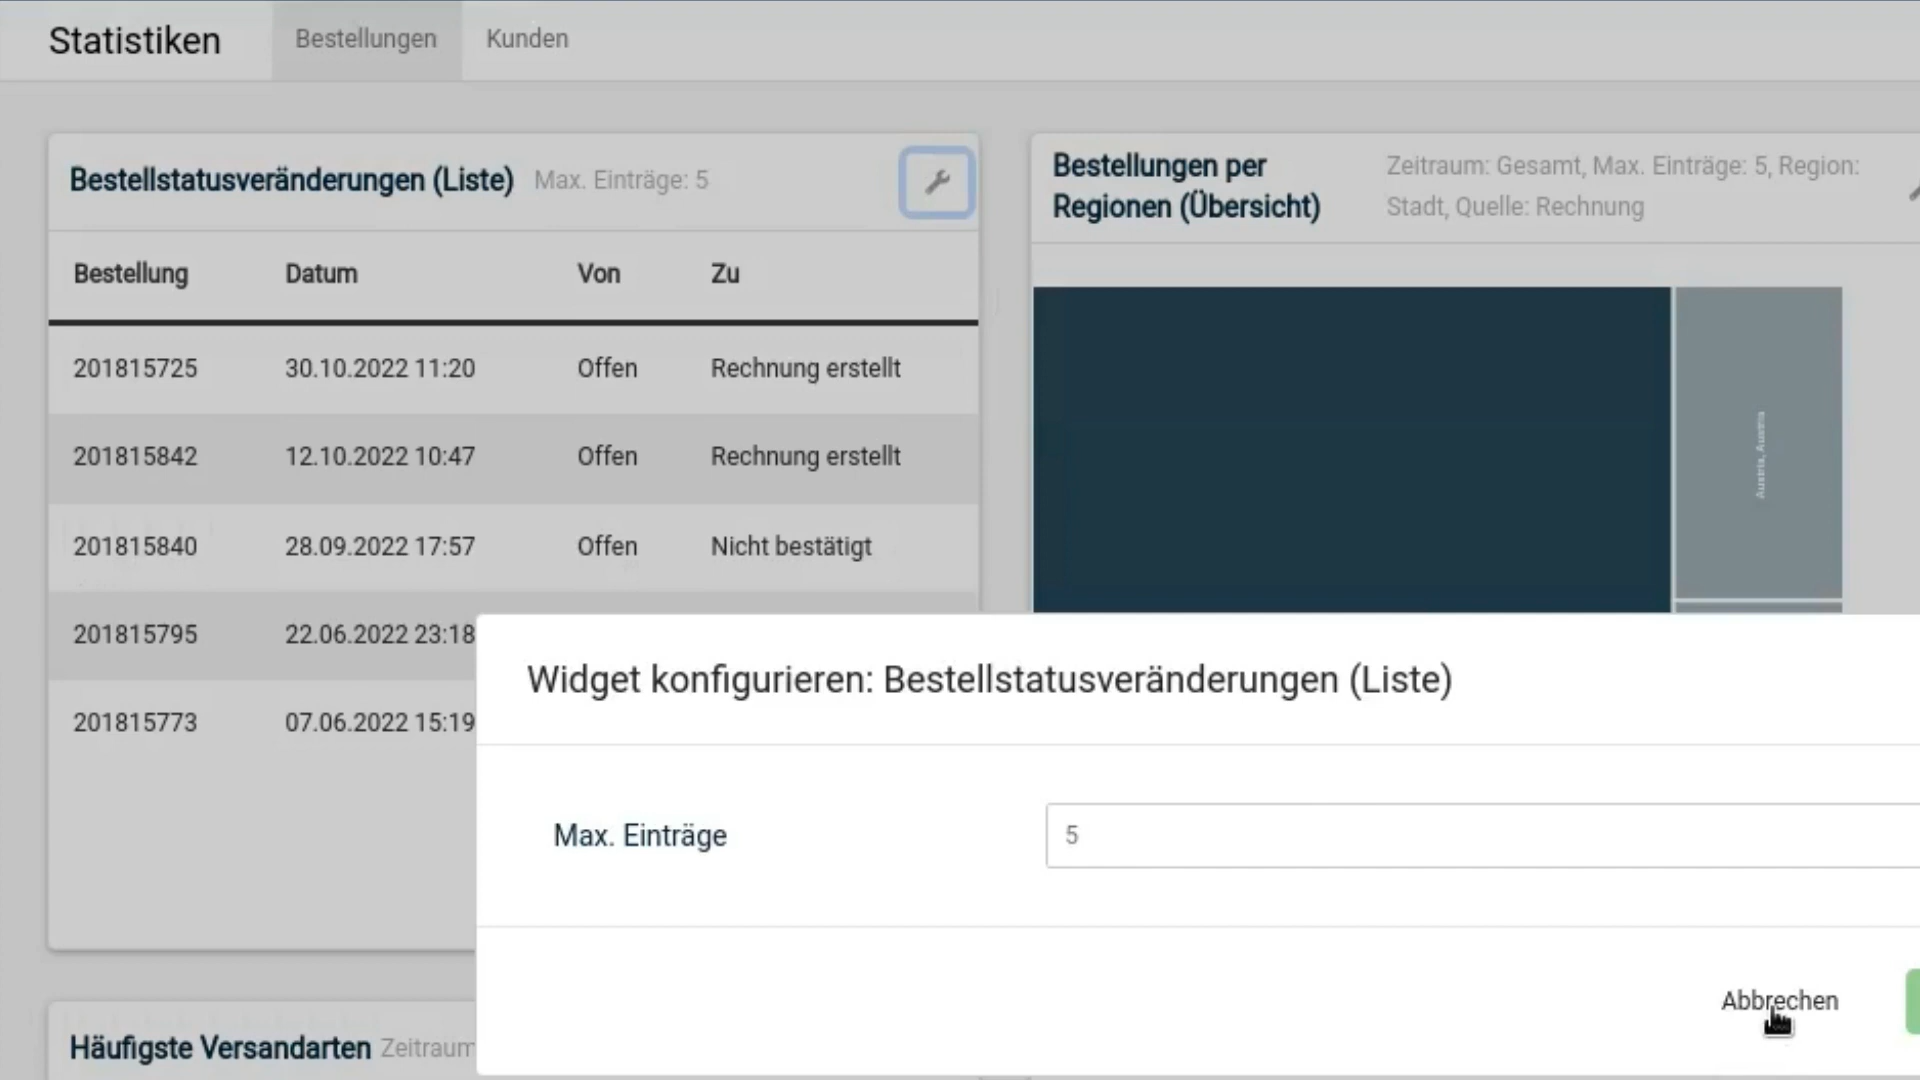 Statistiken Bestellungen Kunden
Bestellstatusveränderungen (Liste) Max. Einträge: 5
Bestellung Datum Von Zu
201815725 30.10.2022 11:20 Offen Rechnung erstellt
201815842 12.10.2022 10:47 Offen Rechnung erstellt
201815840 28.09.2022 17:57 Offen Nicht bestätigt
201815795 22.06.2022 23:18
201815773 07.06.2022 15:19
Bestellungen per
Regionen (Übersicht)
Zeitraum: Gesamt, Max. Einträge: 5, Region:
Stadt, Quelle: Rechnung
Austria, Austria
Widget konfigurieren: Bestellstatusveränderungen (Liste)
Max. Einträge 5
Abbrechen
Häufigste Versandarten Zeitraum